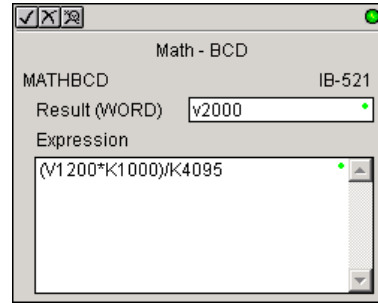 Math - BCD
MATHBCD IB-521
Result (WORD) v2000
Expression
(V1200*K1000)/K4095